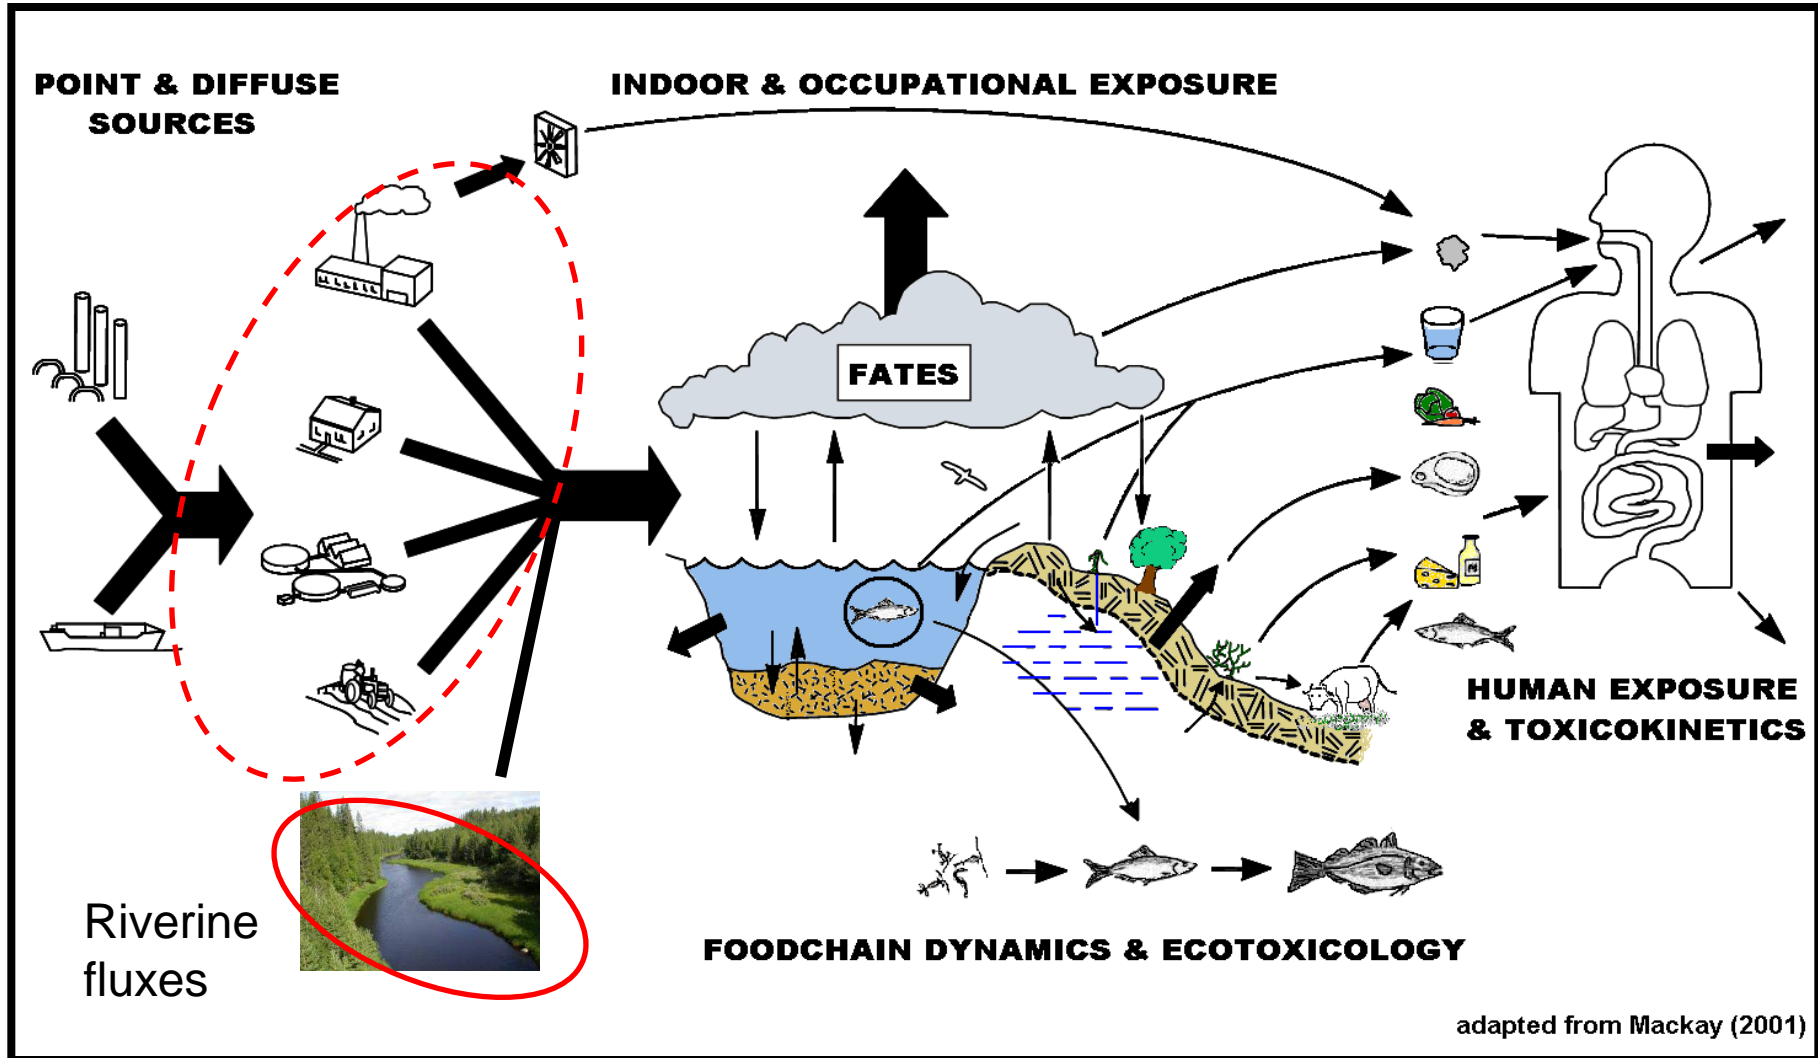 POINT & DIFFUSE
SOURCES
INDOOR & OCCUPATIONAL EXPOSURE
FATES
HUMAN EXPOSURE
& TOXICOKINETICS
Riverine
fluxes
FOODCHAIN DYNAMICS & ECOTOXICOLOGY
adapted from Mackay (2001)